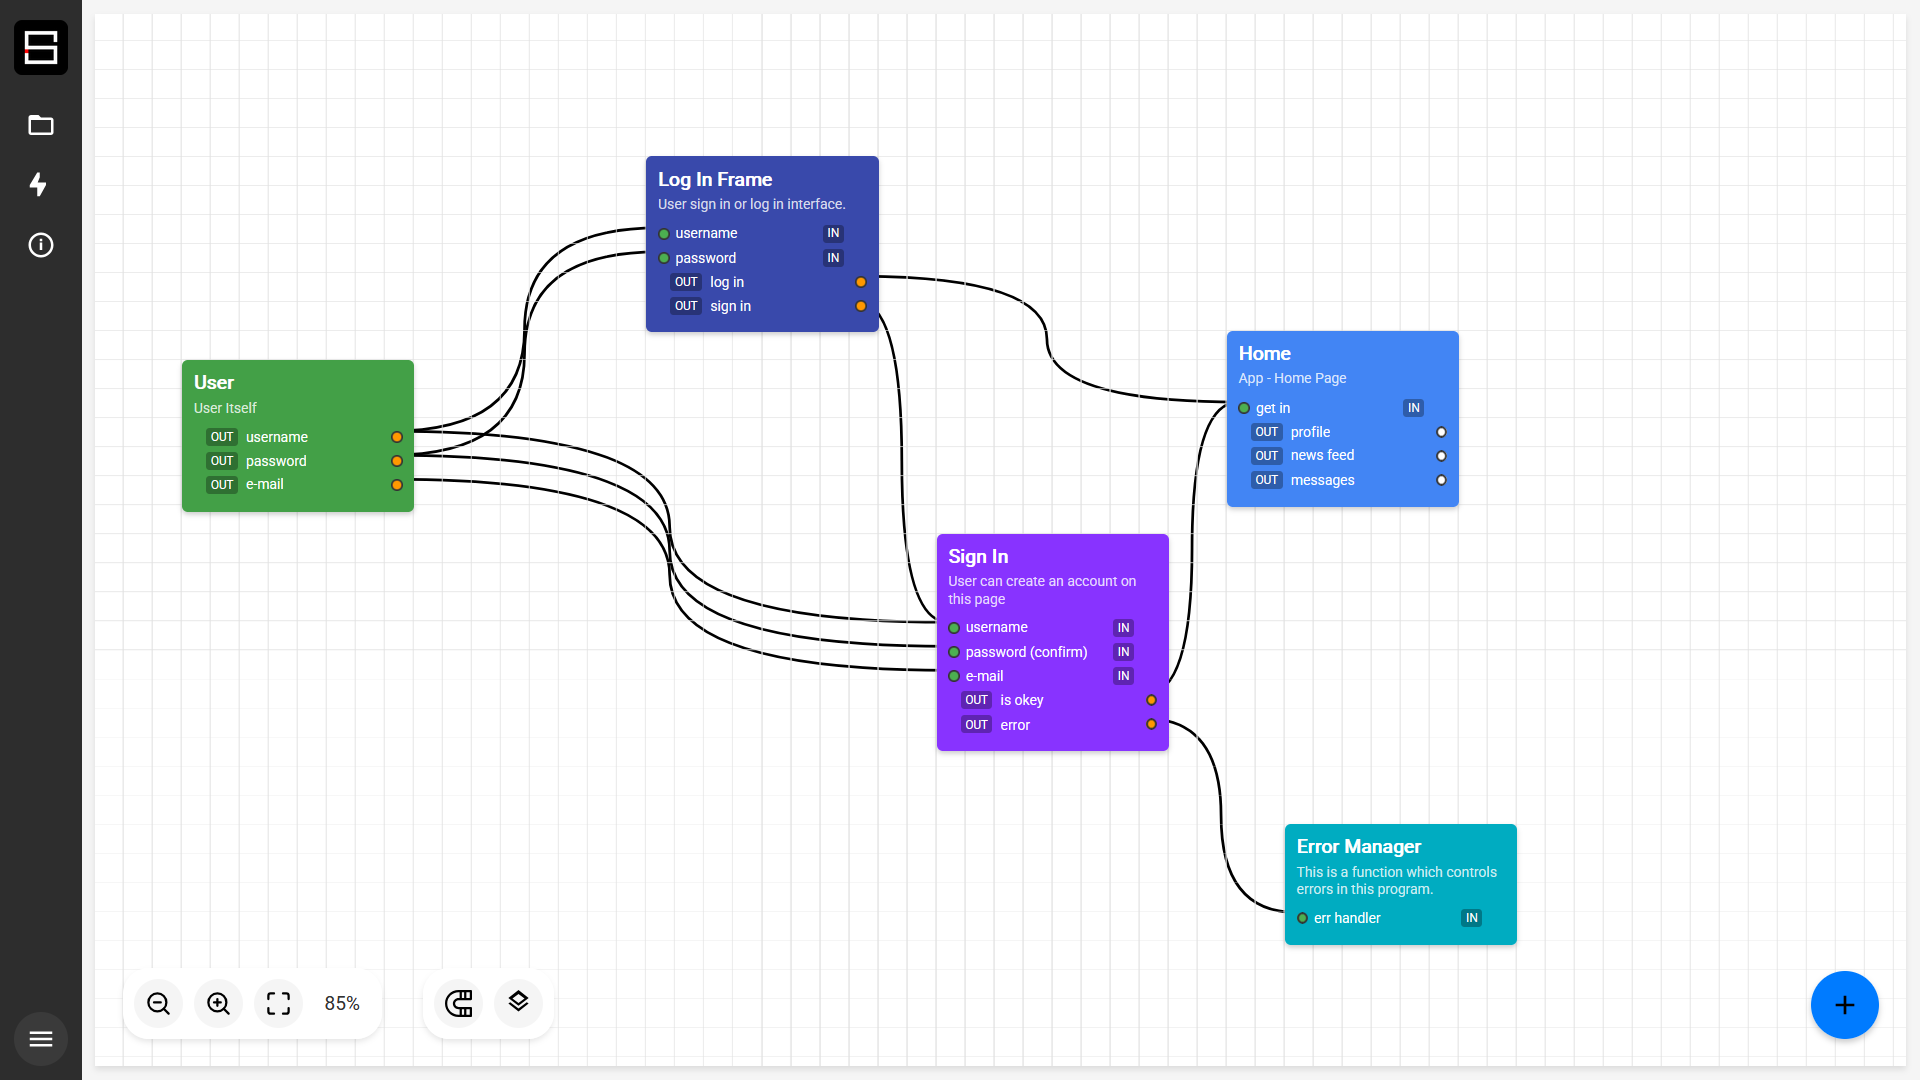 Log In Frame
User sign in or log in interface.
username IN
password IN
OUT log in
OUT sign in
User
User Itself
OUT username
OUT password
OUT e-mail
Home
App - Home Page
get in IN
OUT profile
OUT news feed
OUT messages
Sign In
User can create an account on
this page
username IN
password (confirm) IN
e-mail IN
OUT is okey
OUT error
Error Manager
This is a function which controls
errors in this program.
err handler IN
85%